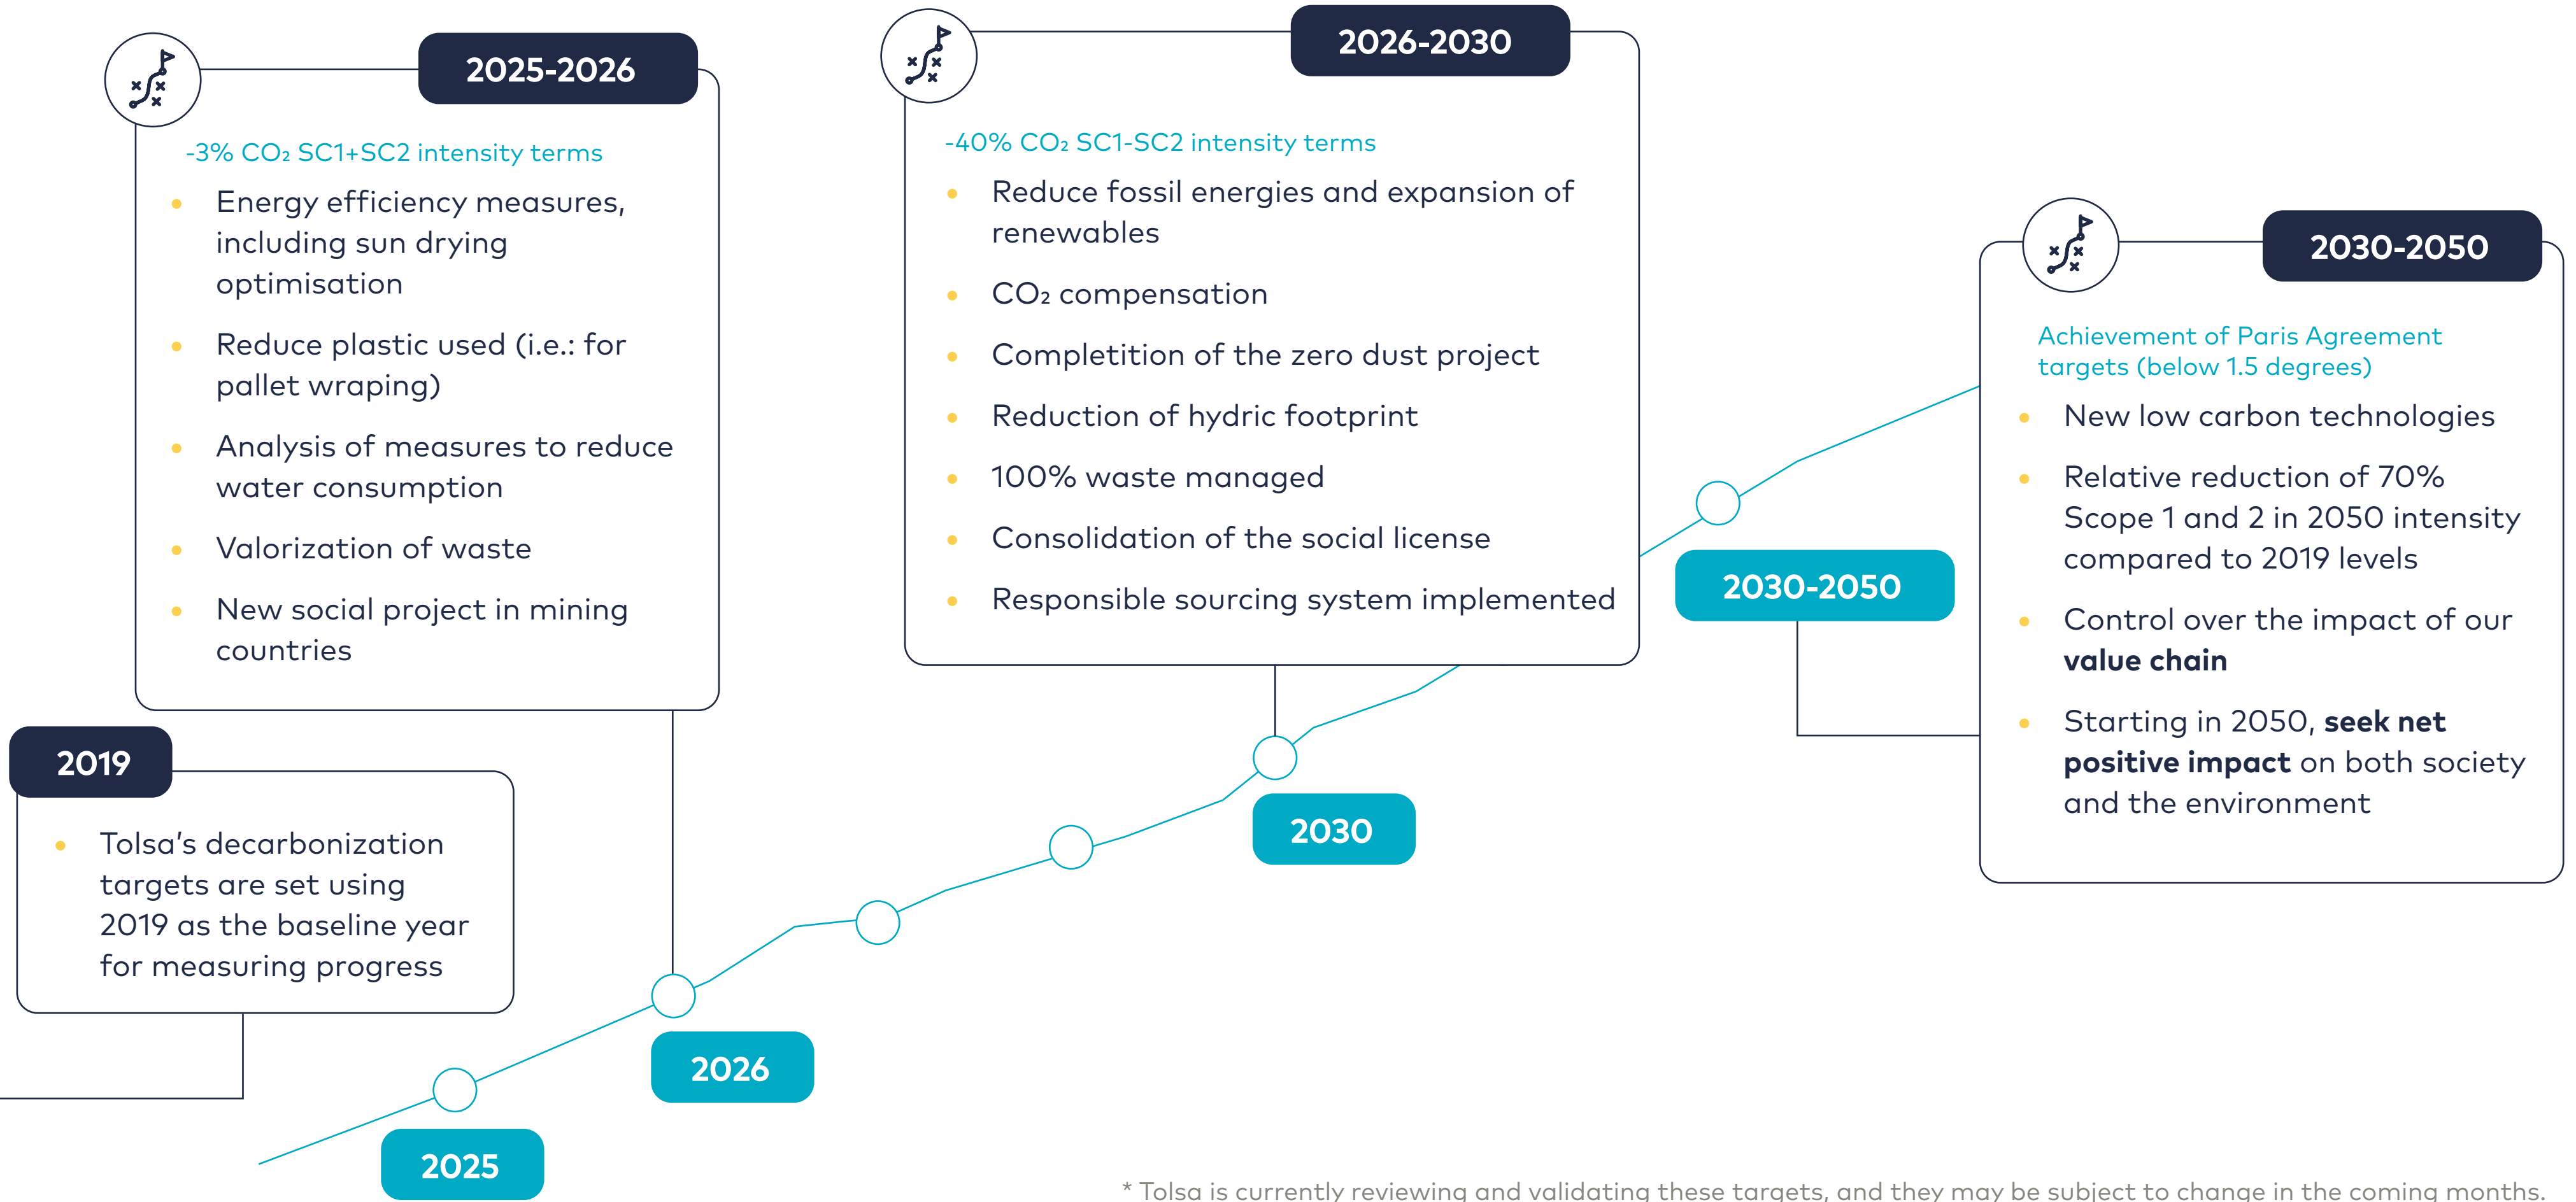 2025-2026
-3% CO₂ SC1+SC2 intensity terms
• Energy efficiency measures,
including sun drying
optimisation
• Reduce plastic used (i.e.: for
pallet wraping)
• Analysis of measures to reduce
water consumption
• Valorization of waste
• New social project in mining
countries
2019
• Tolsa's decarbonization
targets are set using
2019 as the baseline year
for measuring progress
2025
2026
2026-2030
-40% CO₂ SC1-SC2 intensity terms
• Reduce fossil energies and expansion of
renewables
• CO₂ compensation
• Completition of the zero dust project
• Reduction of hydric footprint
• 100% waste managed
• Consolidation of the social license
• Responsible sourcing system implemented
2030
2030-2050
2030-2050
Achievement of Paris Agreement
targets (below 1.5 degrees)
• New low carbon technologies
• Relative reduction of 70%
Scope 1 and 2 in 2050 intensity
compared to 2019 levels
• Control over the impact of our
value chain
• Starting in 2050, seek net
positive impact on both society
and the environment
* Tolsa is currently reviewing and validating these targets, and they may be subject to change in the coming months.